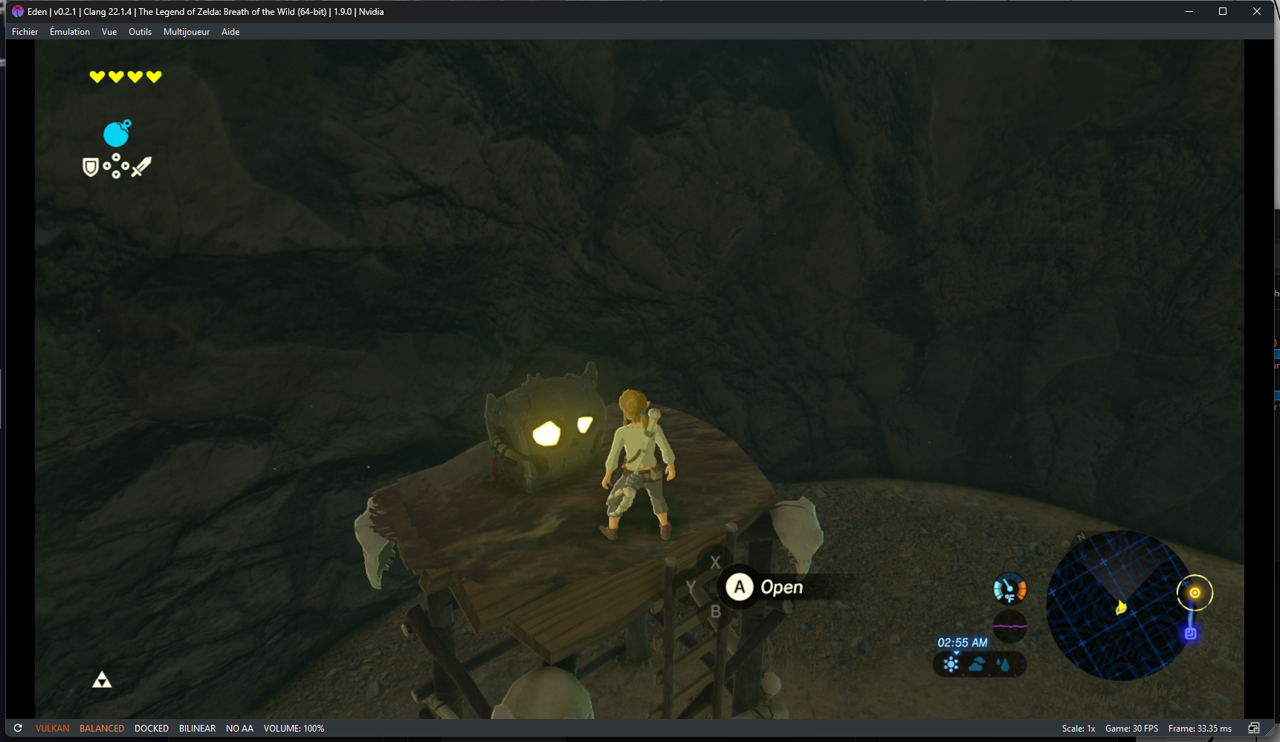 Eden | v0.2.1 | Clang 22.1.4 | The Legend of Zelda: Breath of the Wild (64-bit) | 1.9.0 | Nvidia
Fichier Émulation Vue Outils Multijoueur Aide
X
Y
A Open
B
N
°F
02:55 AM
VULKAN BALANCED DOCKED BILINEAR NO AA VOLUME: 100% Scale: 1x Game: 30 FPS Frame: 33.35 ms